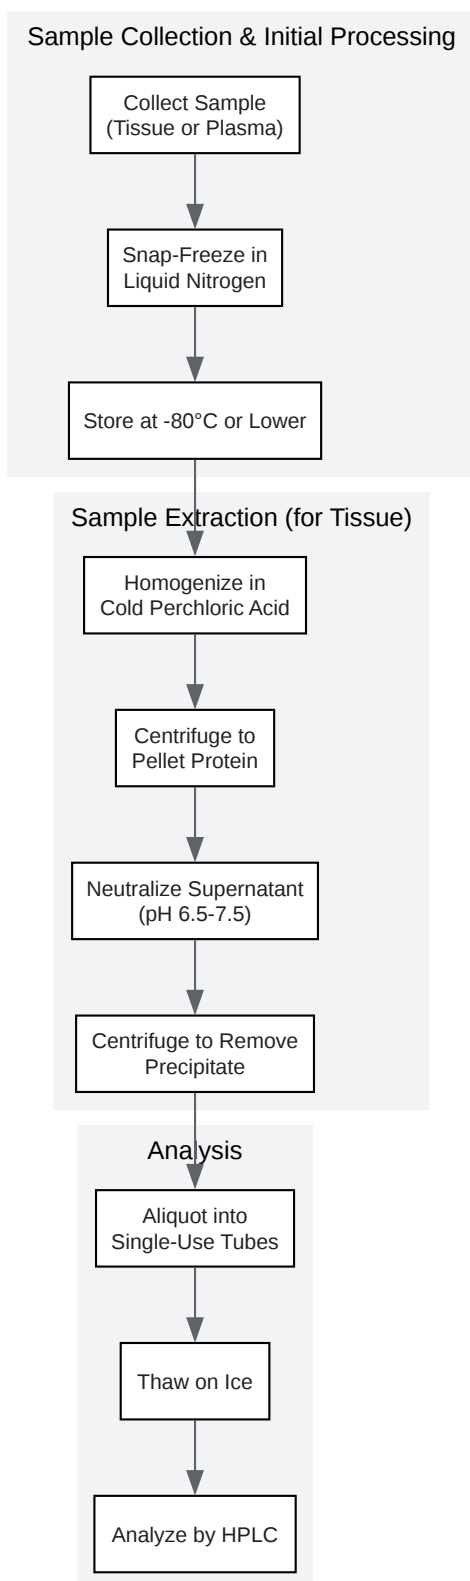 Sample Collection & Initial Processing
Collect Sample
(Tissue or Plasma)
Snap-Freeze in
Liquid Nitrogen
Store at -80°C or Lower
Sample Extraction (for Tissue)
Homogenize in
Cold Perchloric Acid
Centrifuge to
Pellet Protein
Neutralize Supernatant
(pH 6.5-7.5)
Centrifuge to Remove
Precipitate
Analysis
Aliquot into
Single-Use Tubes
Thaw on Ice
Analyze by HPLC